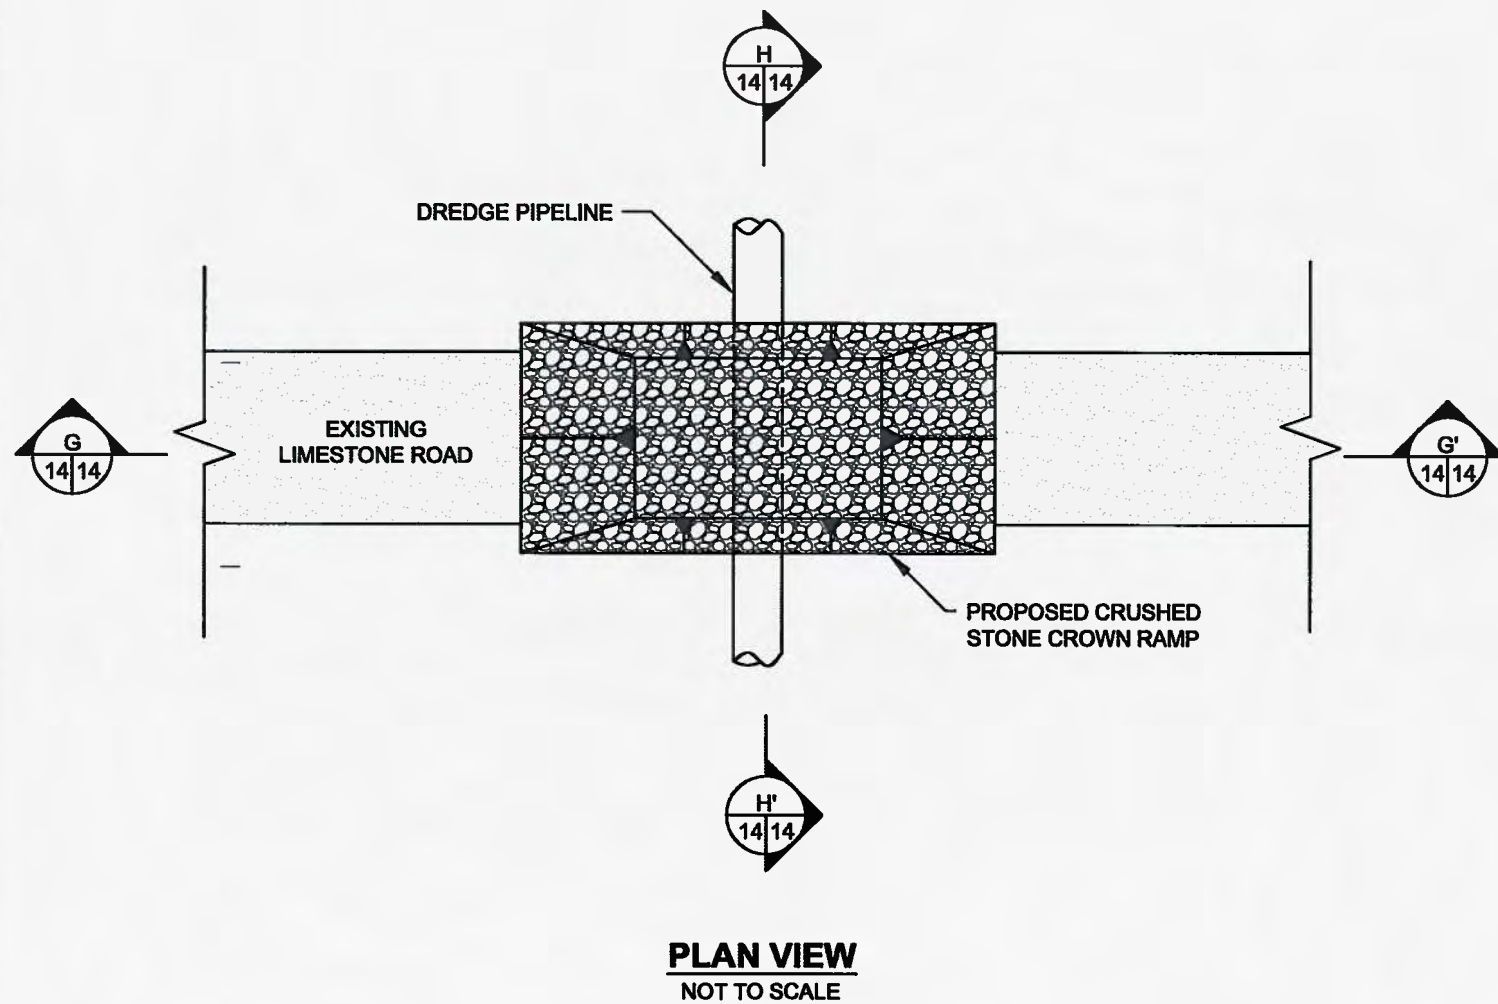 H
14 14
DREDGE PIPELINE
EXISTING
LIMESTONE ROAD
G
14 14
G'
14 14
PROPOSED CRUSHED
STONE CROWN RAMP
H'
14 14
PLAN VIEW
NOT TO SCALE